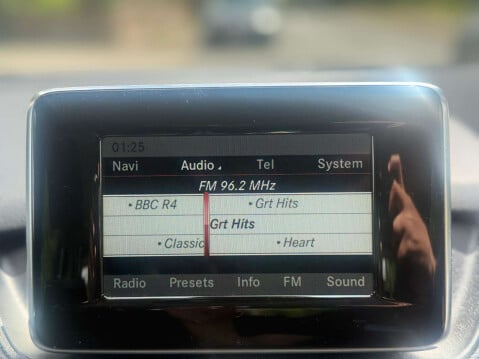 01:25
Navi Audio Tel System
FM 96.2 MHz
• BBC R4 • Grt Hits
Grt Hits
• Classic • Heart
Radio Presets Info FM Sound